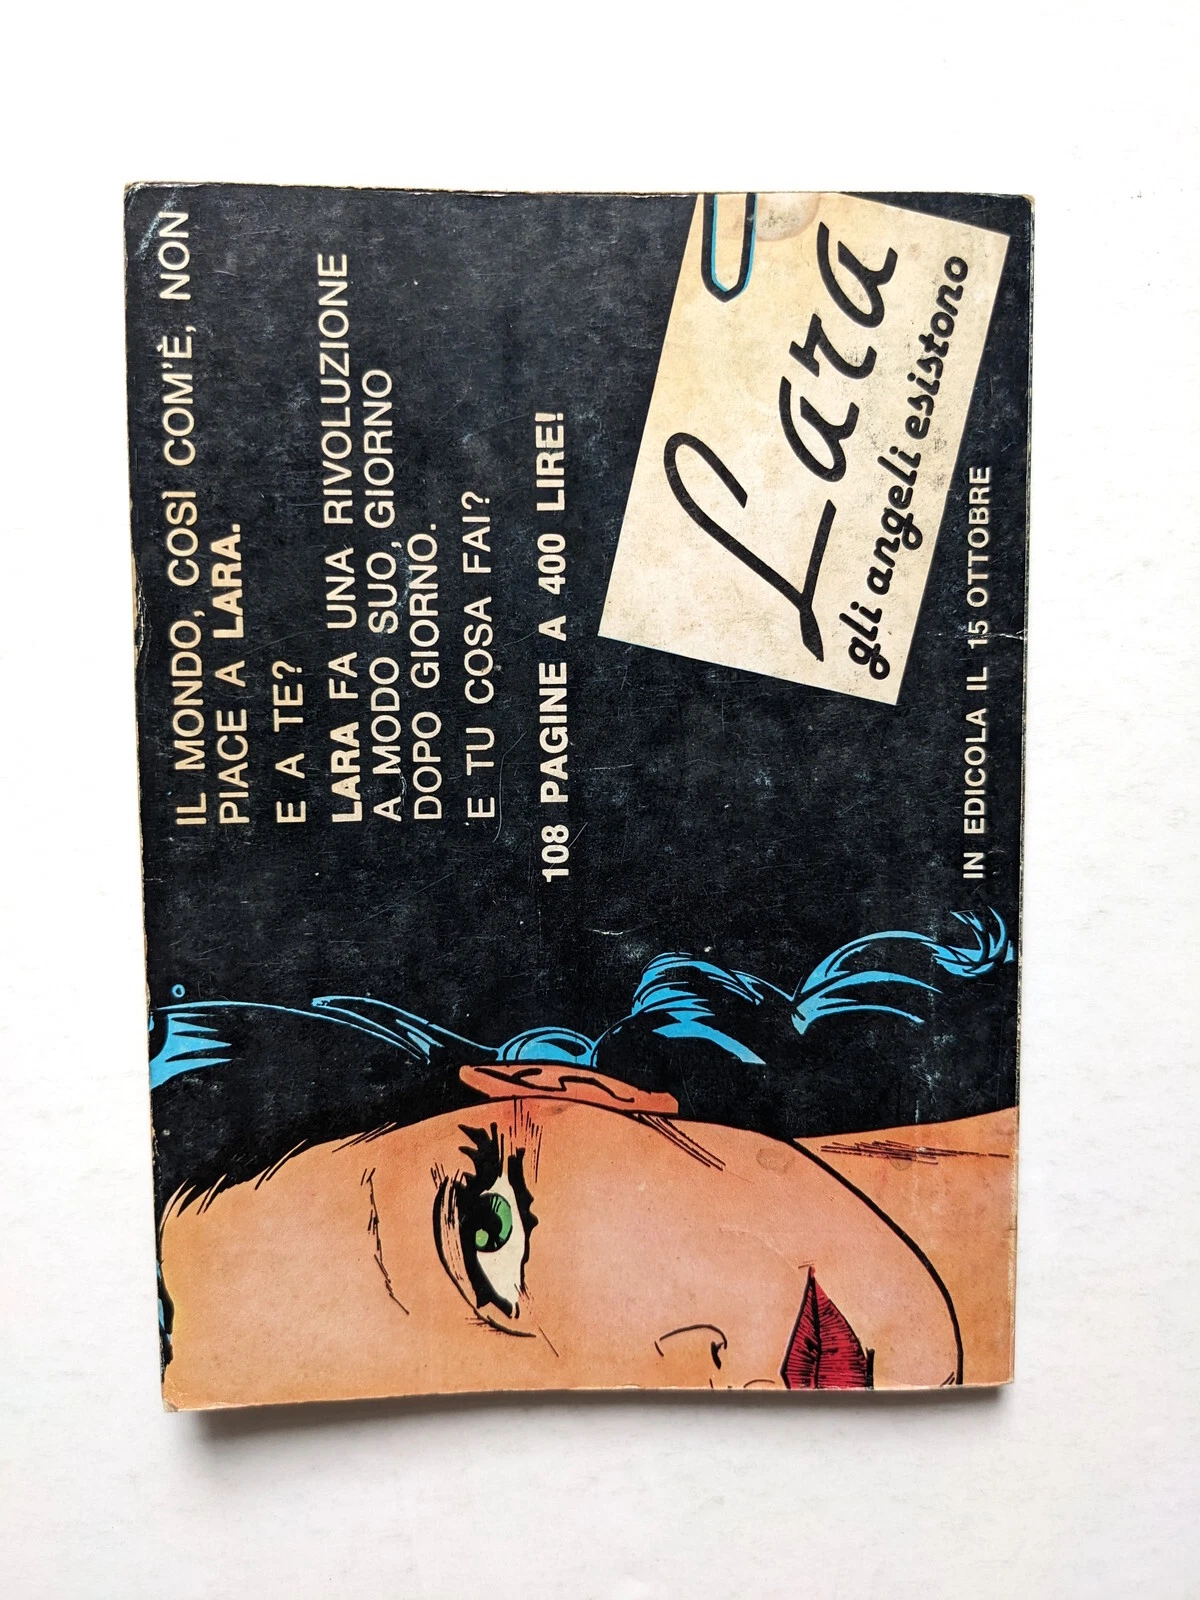 IL MONDO, COSÌ COM'È, NON
PIACE A LARA.
E A TE?
LARA FA UNA RIVOLUZIONE
A MODO SUO, GIORNO
DOPO GIORNO.
E TU COSA FAI?
108 PAGINE A 400 LIRE!
Lara
gli angeli esistono
IN EDICOLA IL 15 OTTOBRE